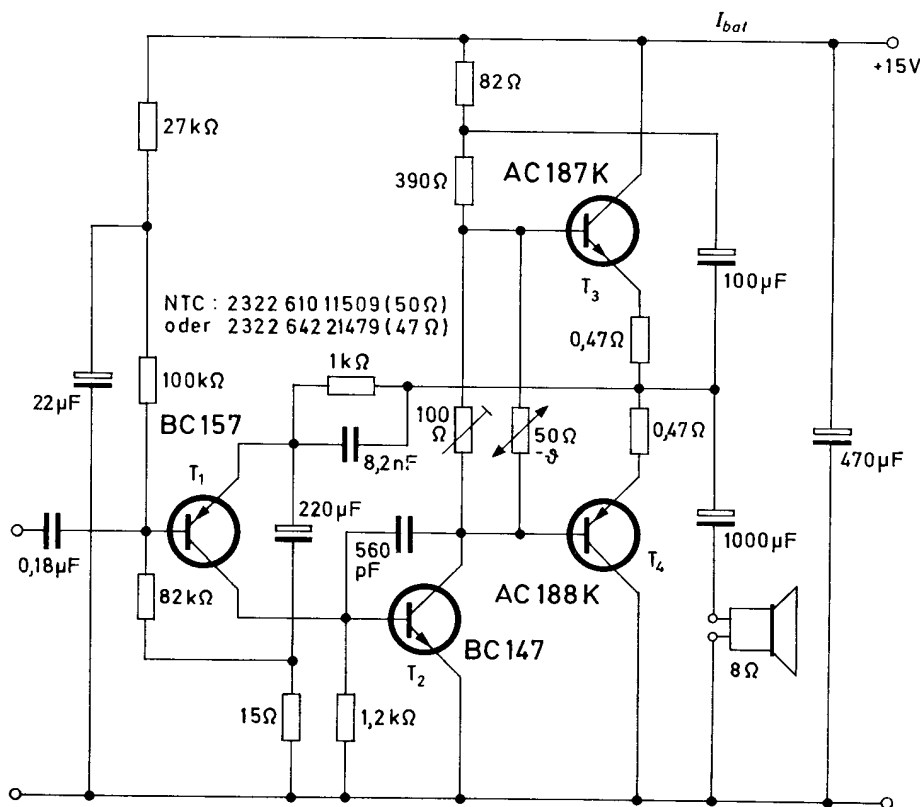 I_bat
+15V
82Ω
27kΩ
390Ω
AC187K
T₃
100µF
NTC: 2322 610 11509 (50Ω)
oder 2322 642 21479 (47Ω)
0,47Ω
1kΩ
100kΩ
22µF
BC157
100
Ω
50Ω
-ϑ
0,47Ω
8,2nF
470µF
T₁
220µF
560
pF
1000µF
0,18µF
T₄
82kΩ
AC188K
BC147
T₂
8Ω
15Ω
1,2kΩ